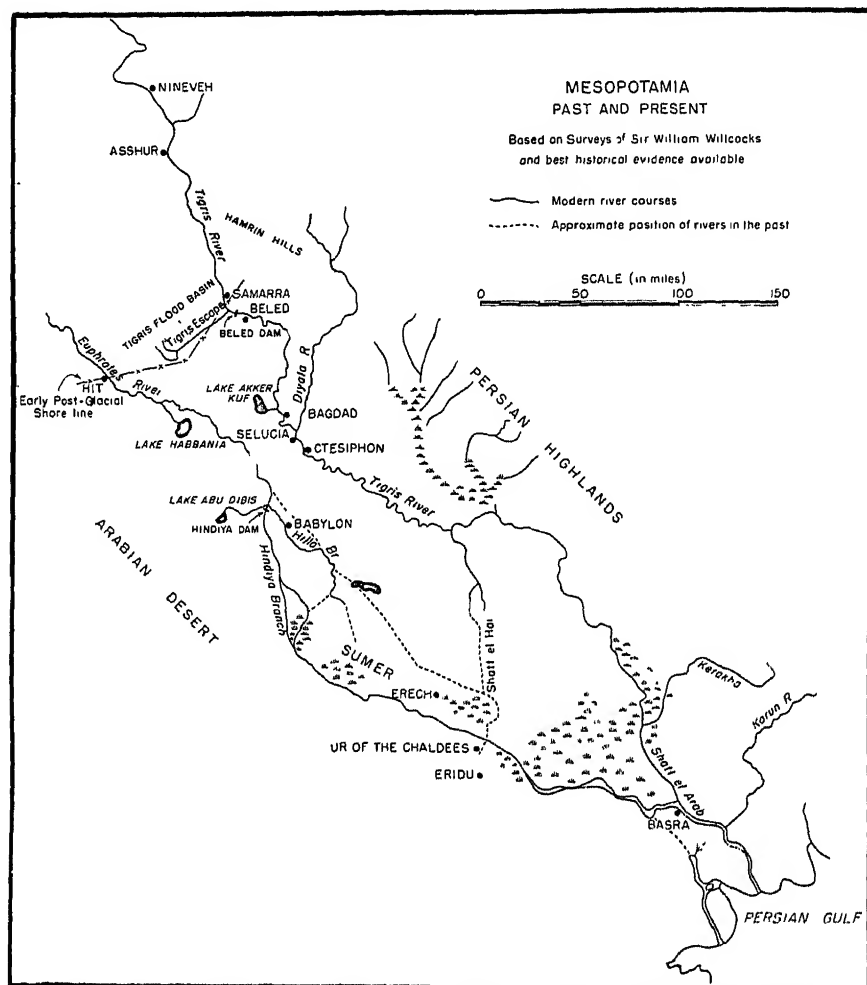 MESOPOTAMIA
PAST AND PRESENT
Based on Surveys of Sir William Willcocks
and best historical evidence available
Modern river courses
Approximate position of rivers in the past
SCALE (in miles)
0 50 100 150
NINEVEH
ASSHUR
Tigris River
HAMRIN HILLS
TIGRIS FLOOD BASIN
Tigris Escape
SAMARRA
BELED
BELED DAM
Euphrates River
HIT
Early Post-Glacial
Shore line
LAKE HABBANIA
LAKE AKKER
KUF
Diyala R
BAGDAD
SELUCIA
CTESIPHON
PERSIAN HIGHLANDS
Tigris River
LAKE ABU DIBIS
HINDIYA DAM
BABYLON
Hilla Br
ARABIAN DESERT
Hindiya Branch
SUMER
Shatt el Hai
ERECH
UR OF THE CHALDEES
ERIDU
Kerakha
Karun R
Shatt el Arab
BASRA
PERSIAN GULF